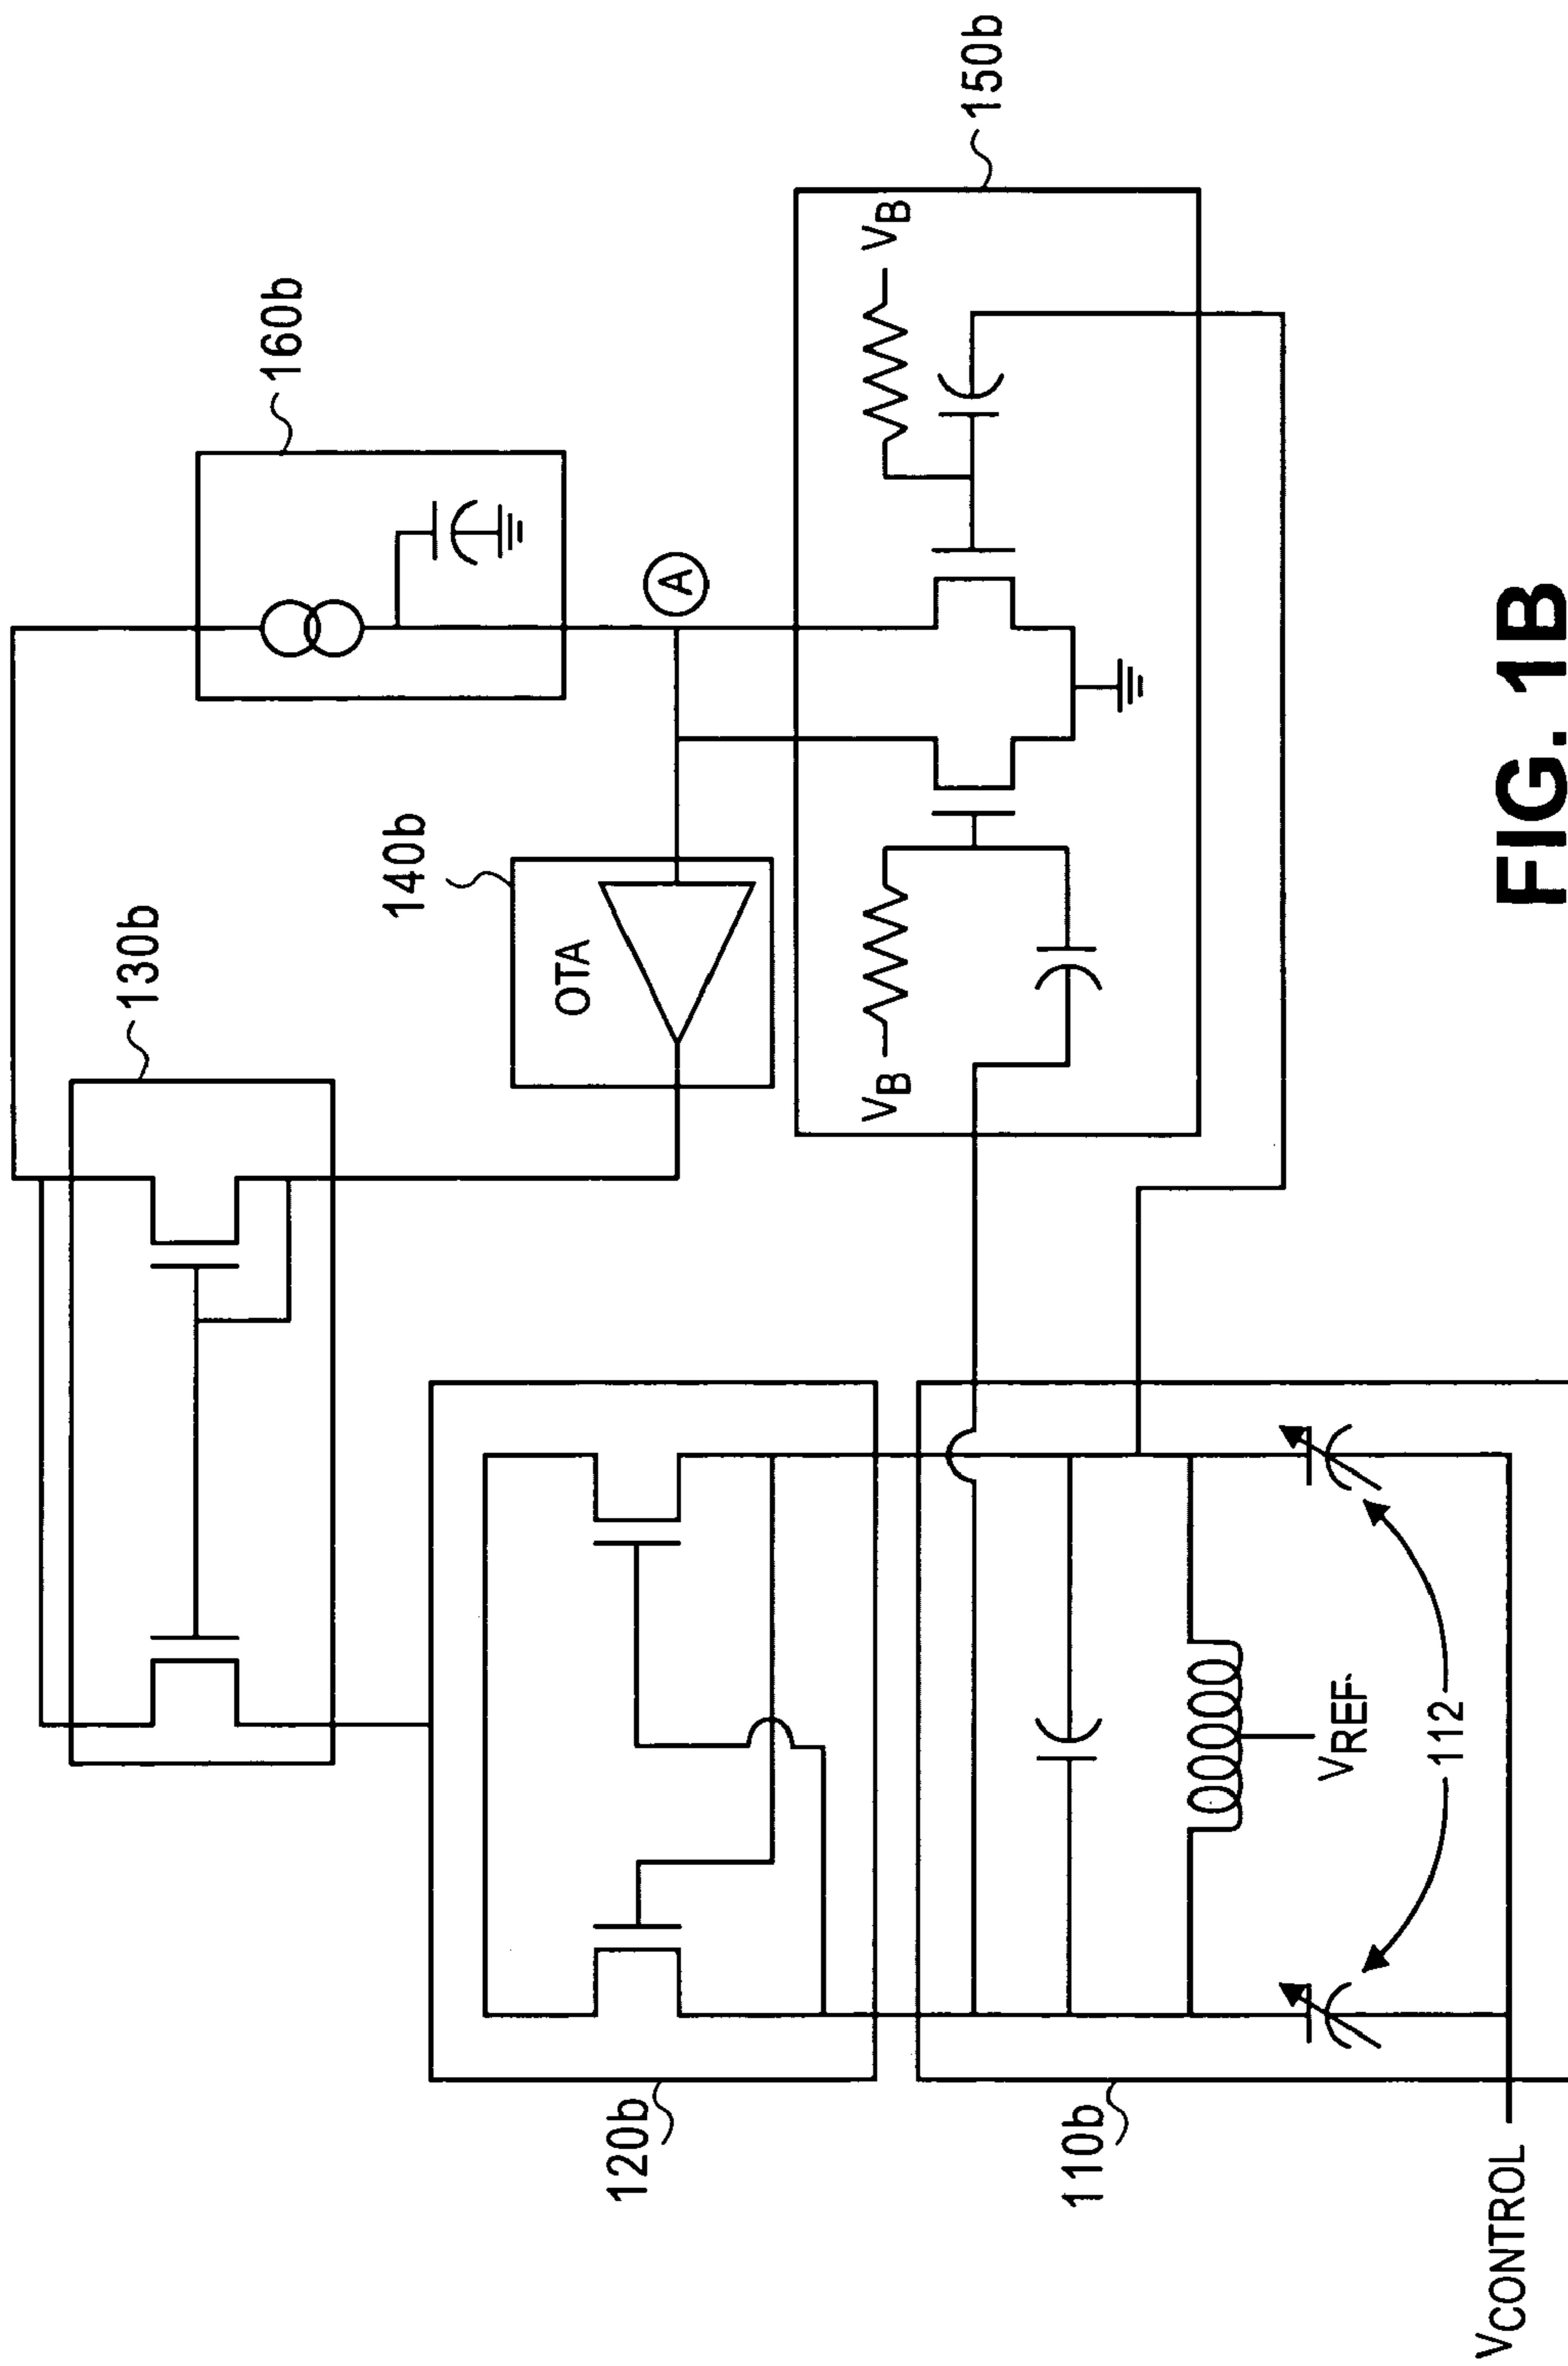 130b
160b
140b
OTA
A
150b
VB
VB
120b
110b
VREF
112
VCONTROL
FIG. 1B